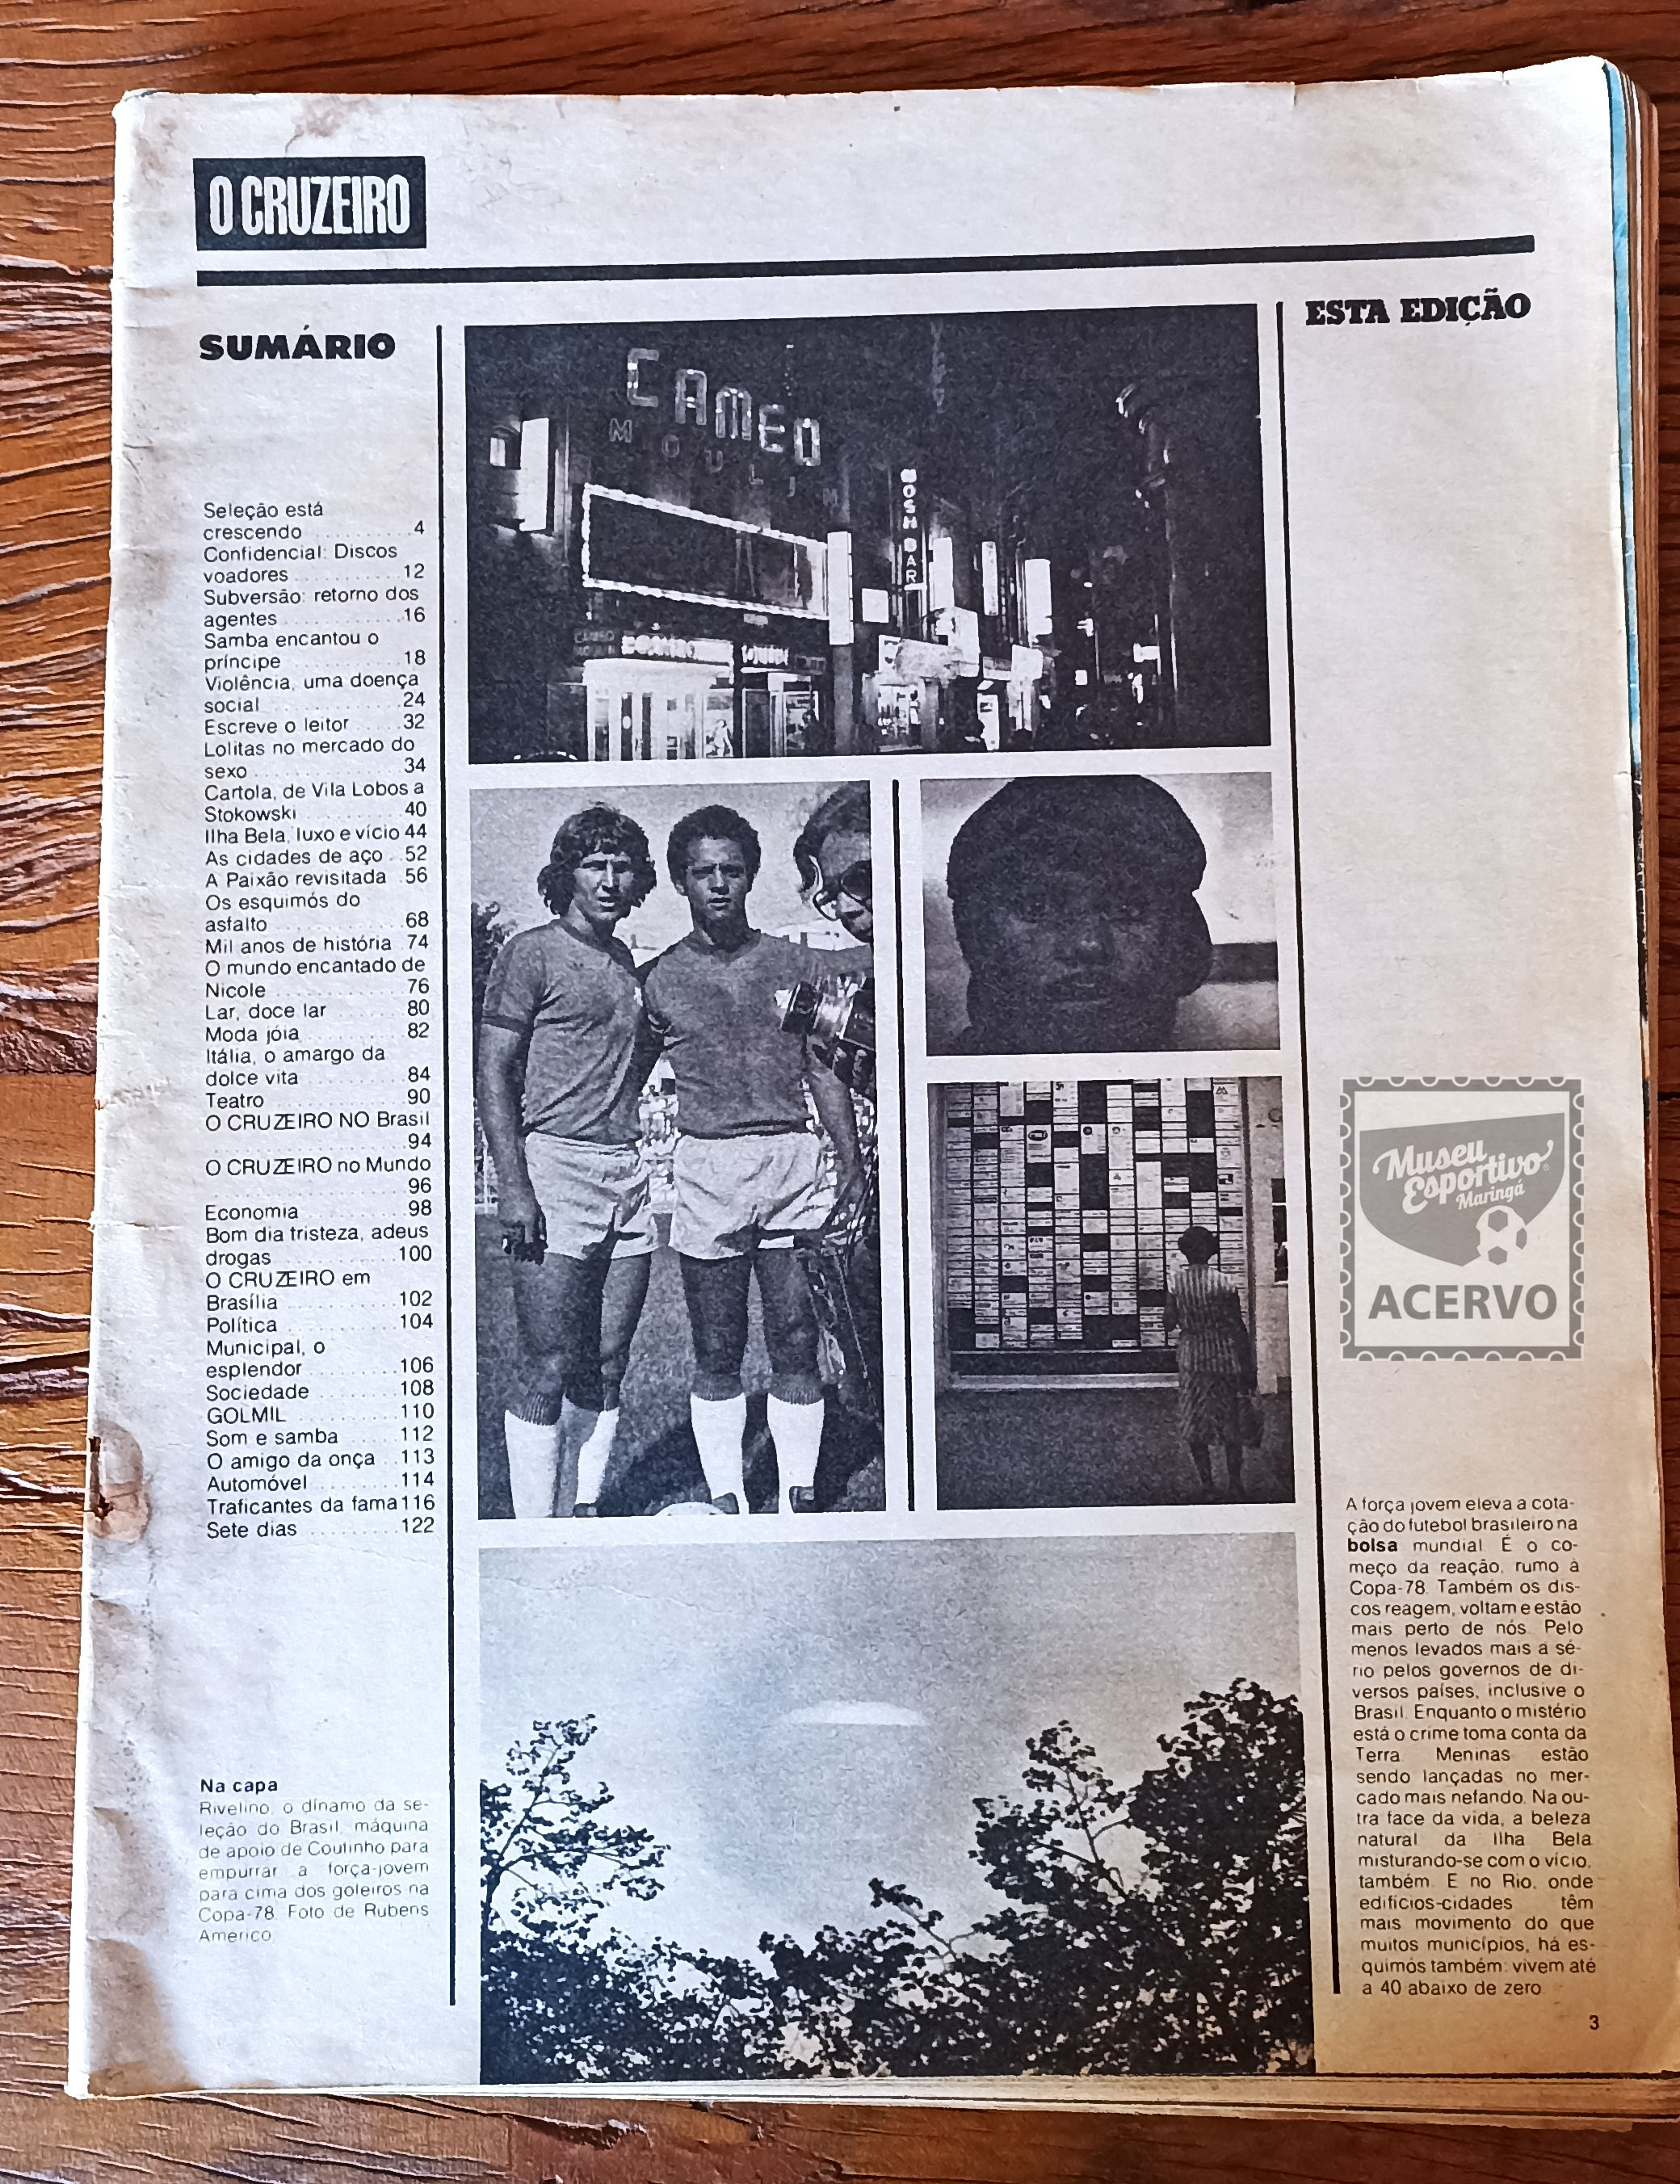 O CRUZEIRO
SUMÁRIO
Seleção está
crescendo ..........4
Confidencial: Discos
voadores ...........12
Subversão: retorno dos
agentes ............16
Samba encantou o
príncipe ............18
Violência, uma doença
social ..............24
Escreve o leitor .....32
Lolitas no mercado do
sexo ...............34
Cartola, de Vila Lobos a
Stokowski ..........40
Ilha Bela, luxo e vício 44
As cidades de aço ..52
A Paixão revisitada .56
Os esquimós do
asfalto .............68
Mil anos de história 74
O mundo encantado de
Nicole .............76
Lar, doce lar .......80
Moda jóia ..........82
Itália, o amargo da
dolce vita ..........84
Teatro .............90
O CRUZEIRO NO Brasil
...................94
O CRUZEIRO no Mundo
...................96
Economia ..........98
Bom dia tristeza, adeus
drogas ............100
O CRUZEIRO em
Brasília ...........102
Política ...........104
Municipal, o
esplendor .........106
Sociedade ........108
GOLMIL ..........110
Som e samba .....112
O amigo da onça ..113
Automóvel .......114
Traficantes da fama116
Sete dias .........122
Na capa
Rivelino, o dínamo da se-
leção do Brasil, máquina
de apoio de Coutinho para
empurrar a força-jovem
para cima dos goleiros na
Copa-78. Foto de Rubens
Américo
CAMEO
MOULIN
MOSH BAR
ESTA EDIÇÃO
Museu
Esportivo
Maringá
ACERVO
A força jovem eleva a cota-
ção do futebol brasileiro na
bolsa mundial. É o co-
meço da reação, rumo à
Copa-78. Também os dis-
cos reagem, voltam e estão
mais perto de nós. Pelo
menos levados mais a sé-
rio pelos governos de di-
versos países, inclusive o
Brasil. Enquanto o mistério
está o crime toma conta da
Terra. Meninas estão
sendo lançadas no mer-
cado mais nefando. Na ou-
tra face da vida, a beleza
natural da Ilha Bela
misturando-se com o vício,
também. E no Rio, onde
edifícios-cidades têm
mais movimento do que
muitos municípios, há es-
quimós também: vivem até
a 40 abaixo de zero.
3